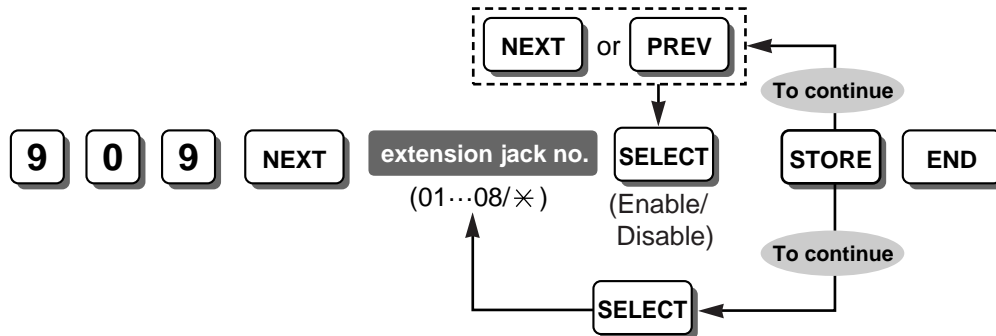 NEXT or PREV
To continue
9 0 9 NEXT extension jack no. SELECT STORE END
(01···08/✳)
(Enable/
Disable)
To continue
SELECT